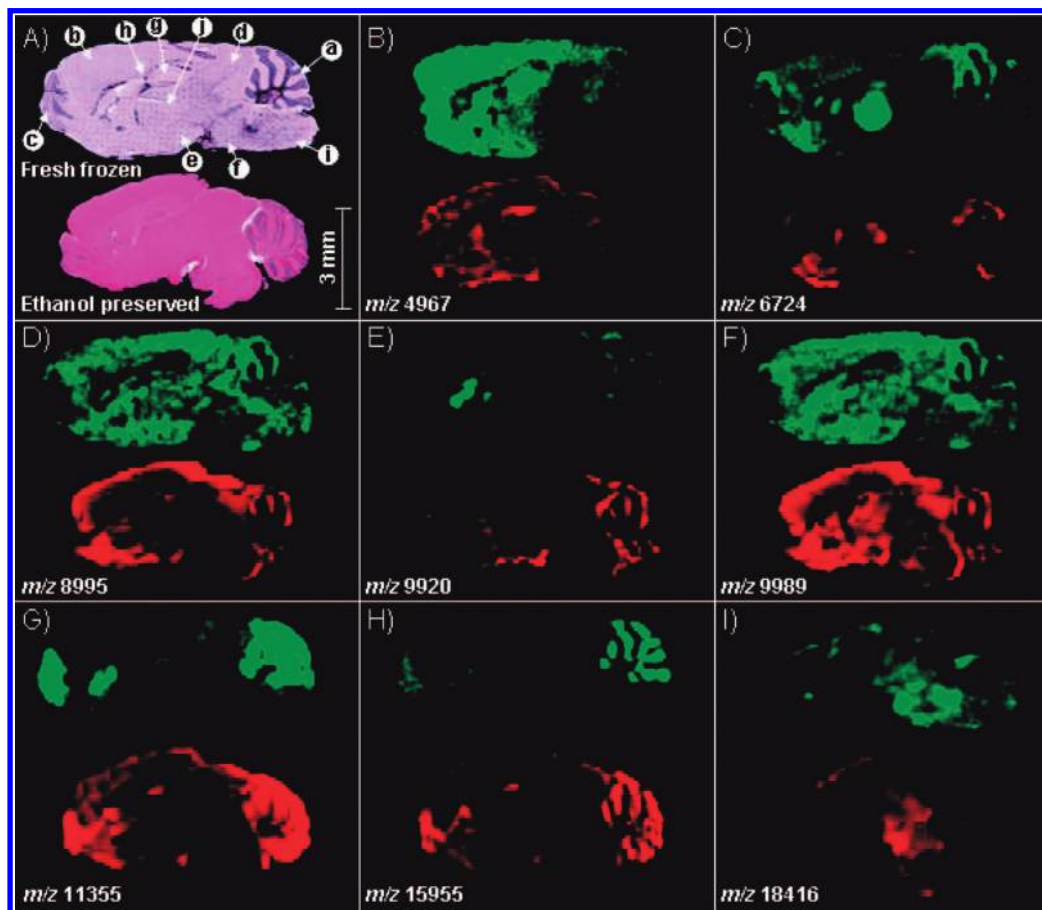 A)
b
h
g
j
d
a
c
e
f
i
Fresh frozen
3 mm
Ethanol preserved
B)
m/z 4967
C)
m/z 6724
D)
m/z 8995
E)
m/z 9920
F)
m/z 9989
G)
m/z 11355
H)
m/z 15955
I)
m/z 18416